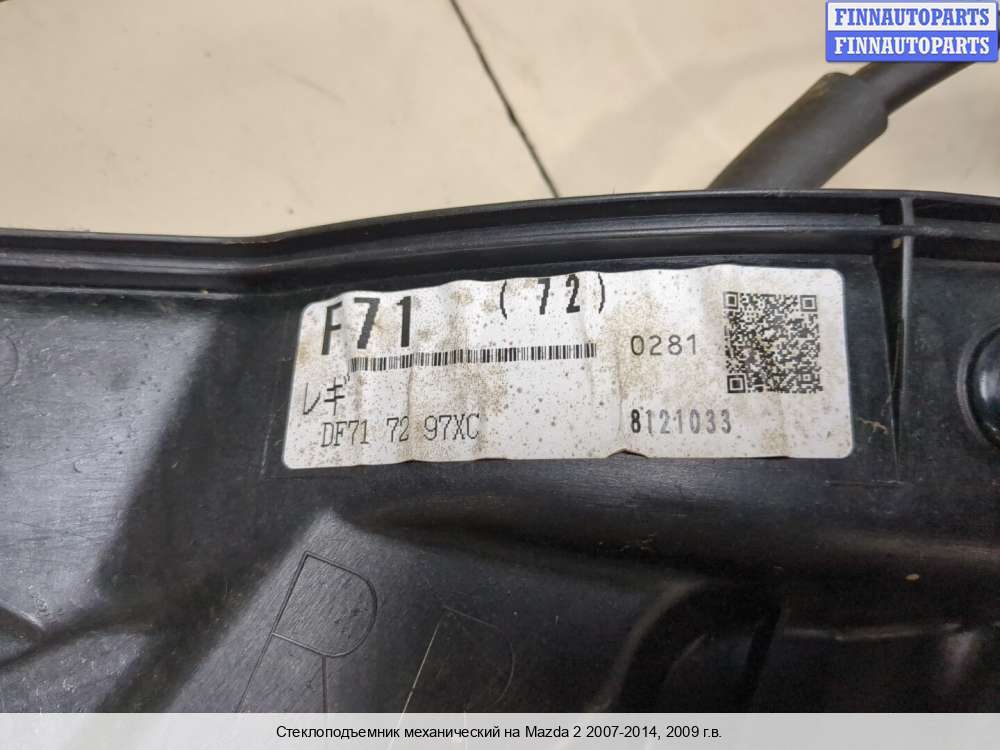 FINNAUTOPARTS
FINNAUTOPARTS
F71 (72)
0281
レギ
DF71 72 97XC
8121033
Стеклоподъемник механический на Mazda 2 2007-2014, 2009 г.в.